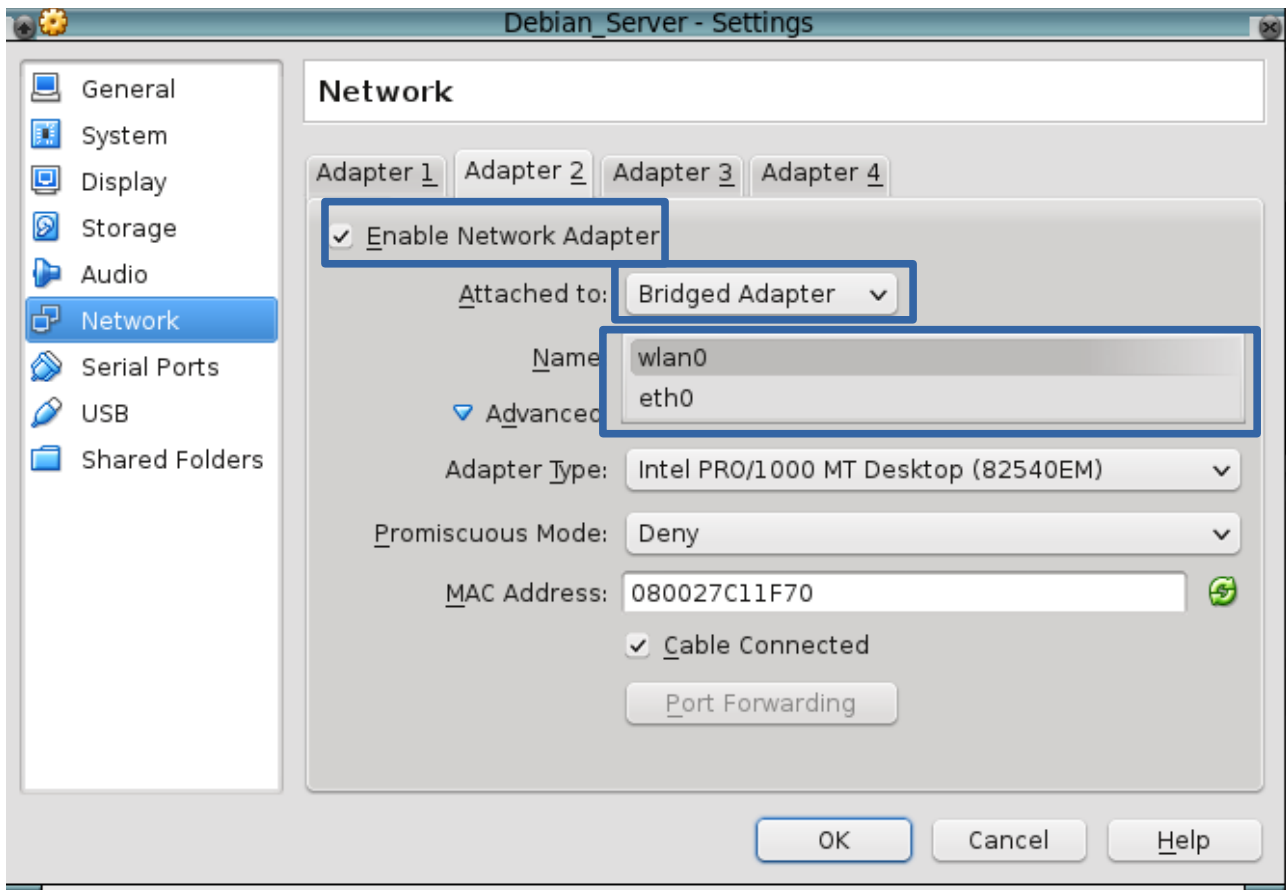 Debian_Server - Settings
General
System
Display
Storage
Audio
Network
Serial Ports
USB
Shared Folders
Network
Adapter 1 Adapter 2 Adapter 3 Adapter 4
Enable Network Adapter
Attached to: Bridged Adapter
Name wlan0
eth0
Advanced
Adapter Type: Intel PRO/1000 MT Desktop (82540EM)
Promiscuous Mode: Deny
MAC Address: 080027C11F70
Cable Connected
Port Forwarding
OK Cancel Help